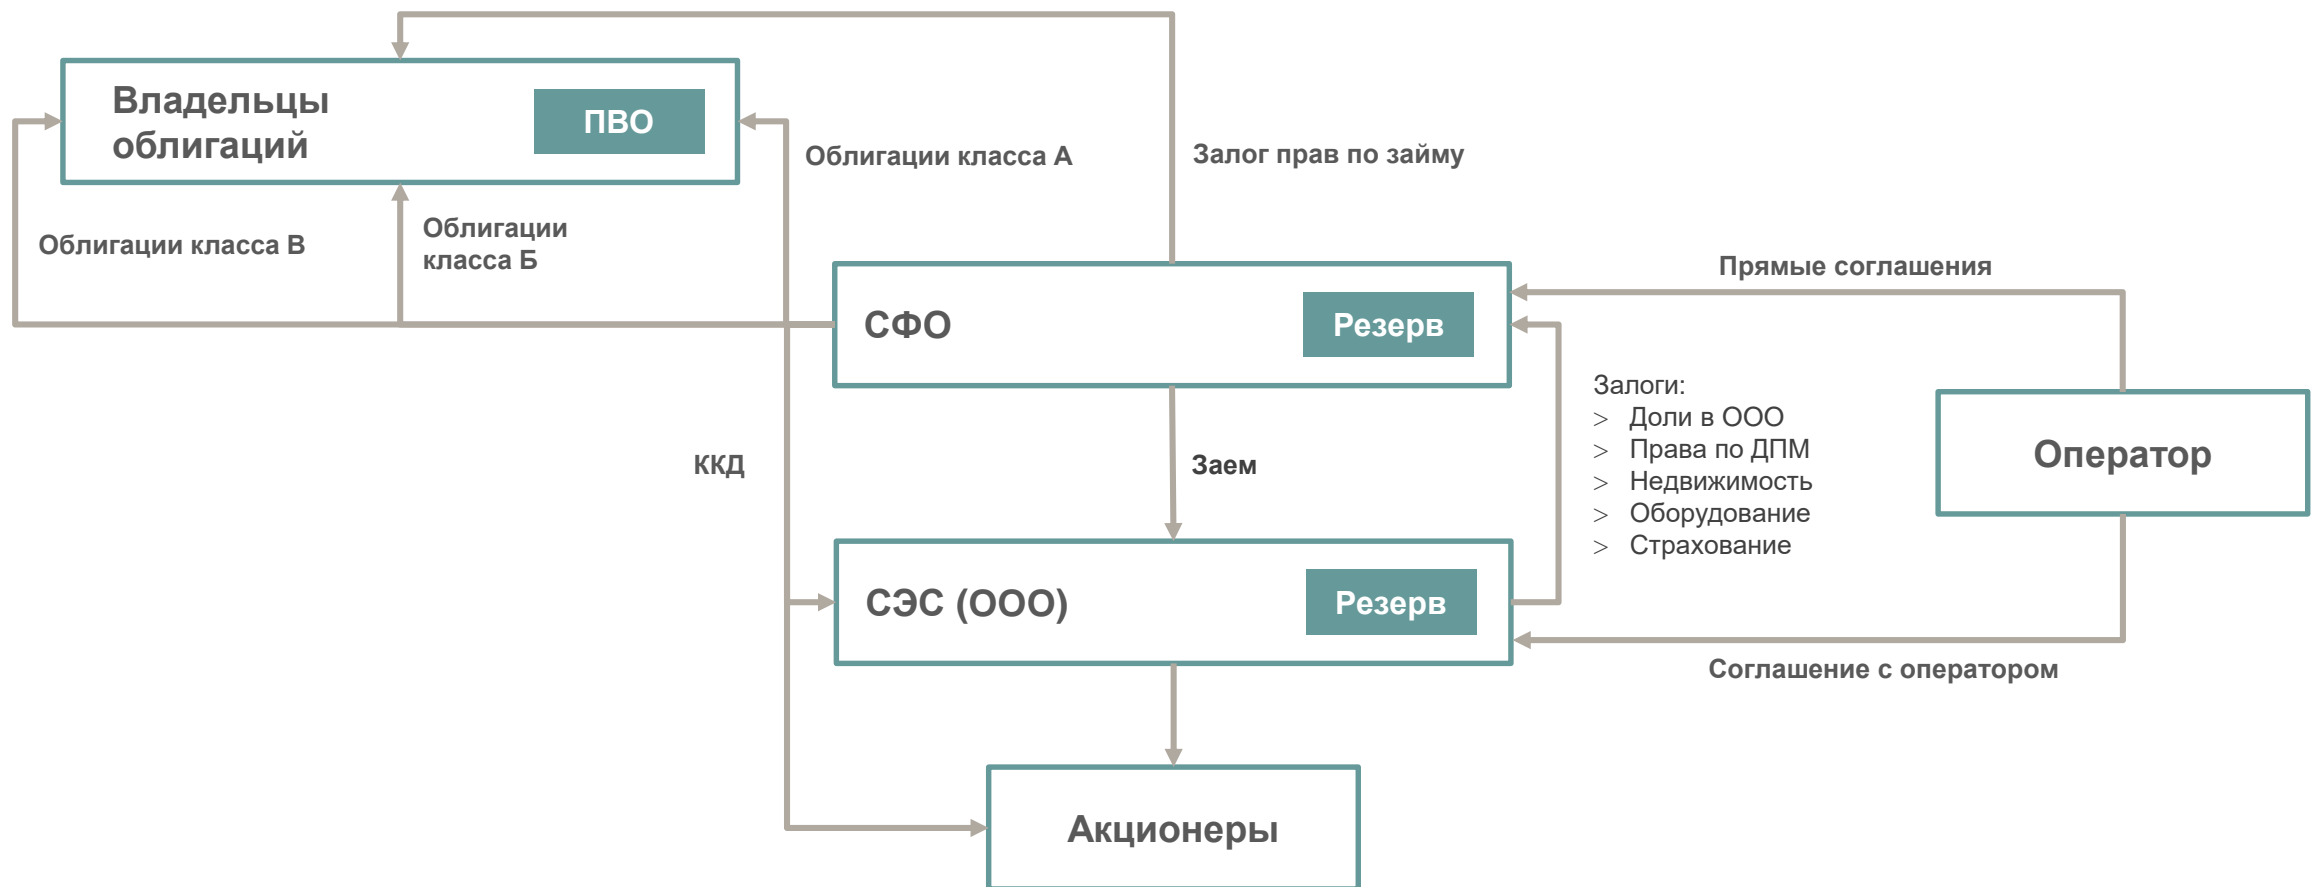 Владельцы
облигаций
ПВО
Облигации класса А
Залог прав по займу
Облигации класса В
Облигации
класса Б
Прямые соглашения
СФО
Резерв
Залоги:
> Доли в ООО
> Права по ДПМ
> Недвижимость
> Оборудование
> Страхование
Оператор
ККД
Заем
СЭС (ООО)
Резерв
Соглашение с оператором
Акционеры